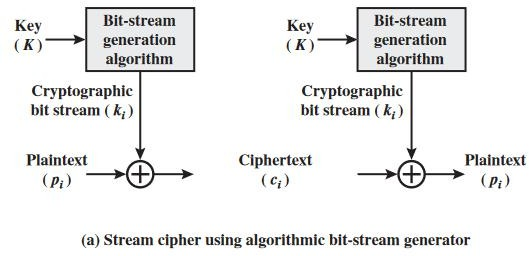 Key
(K)
Bit-stream
generation
algorithm
Cryptographic
bit stream ( kᵢ )
Plaintext
(pᵢ )
+
Key
(K)
Bit-stream
generation
algorithm
Cryptographic
bit stream ( kᵢ )
Ciphertext
(cᵢ )
+
Plaintext
(pᵢ )
(a) Stream cipher using algorithmic bit-stream generator